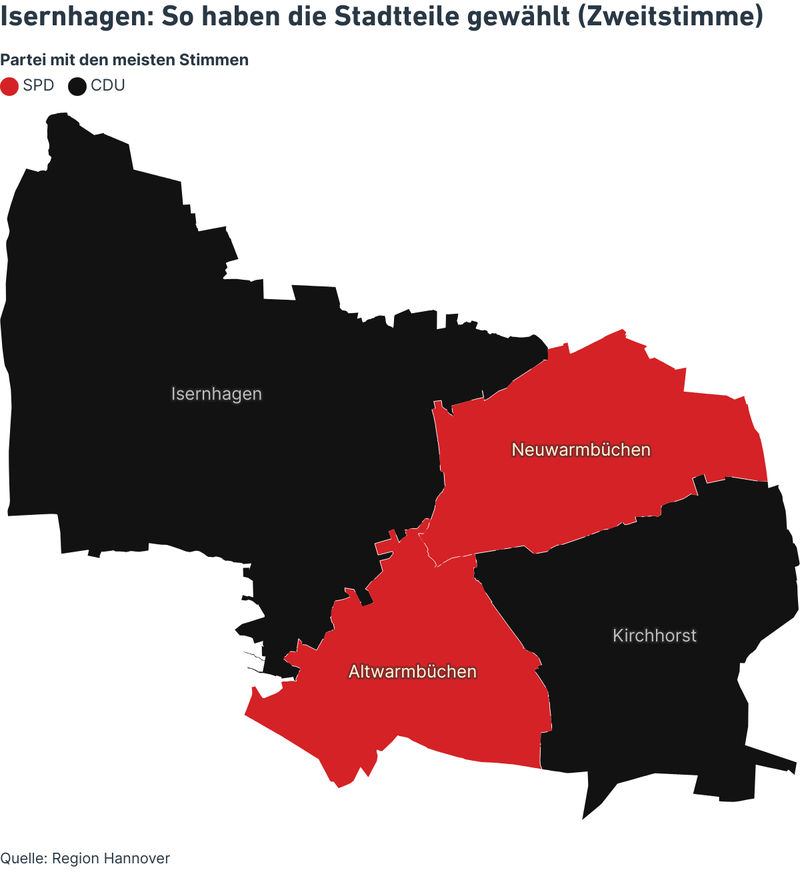 Isernhagen: So haben die Stadtteile gewählt (Zweitstimme)
Partei mit den meisten Stimmen
SPD CDU
Isernhagen
Neuwarmbüchen
Kirchhorst
Altwarmbüchen
Quelle: Region Hannover